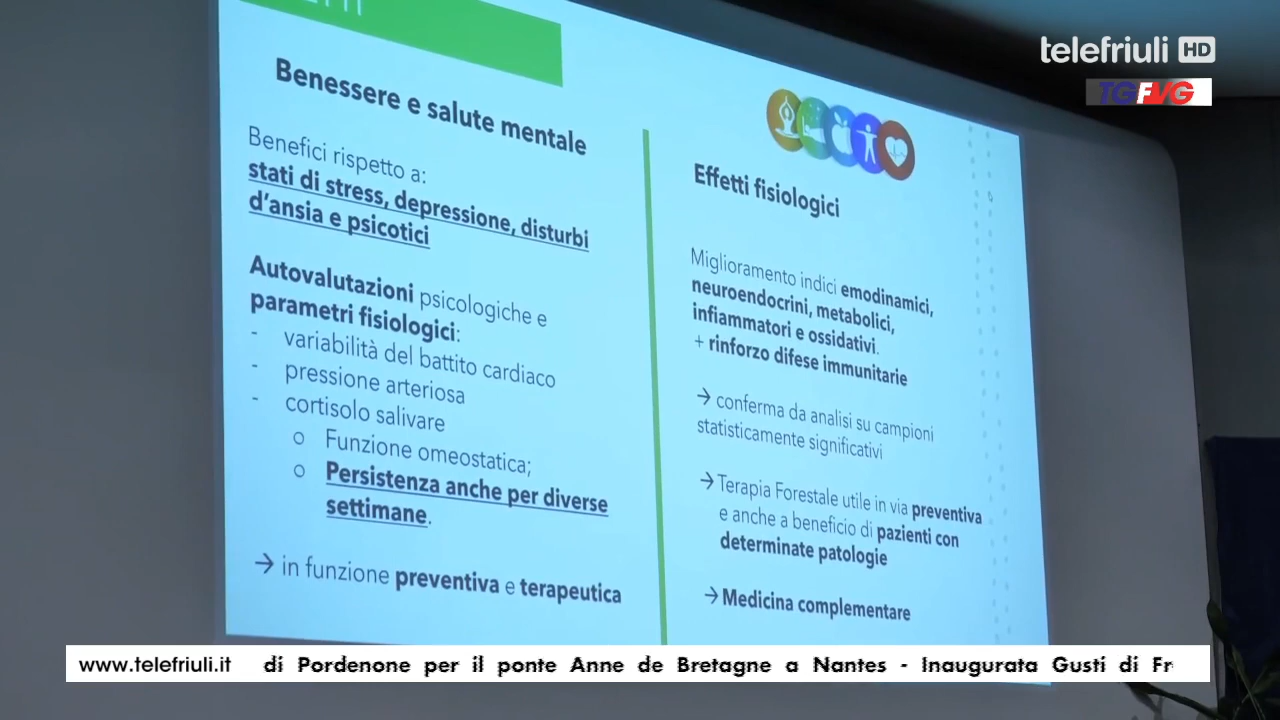 telefriuli HD
TGFVG
Benessere e salute mentale
Benefici rispetto a:
stati di stress, depressione, disturbi
d'ansia e psicotici
Autovalutazioni psicologiche e
parametri fisiologici:
- variabilità del battito cardiaco
- pressione arteriosa
- cortisolo salivare
o Funzione omeostatica;
o Persistenza anche per diverse
settimane.
→ in funzione preventiva e terapeutica
Effetti fisiologici
Miglioramento indici emodinamici,
neuroendocrini, metabolici,
infiammatori e ossidativi.
+ rinforzo difese immunitarie
→ conferma da analisi su campioni
statisticamente significativi
→ Terapia Forestale utile in via preventiva
e anche a beneficio di pazienti con
determinate patologie
→ Medicina complementare
www.telefriuli.it di Pordenone per il ponte Anne de Bretagne a Nantes - Inaugurata Gusti di Fr